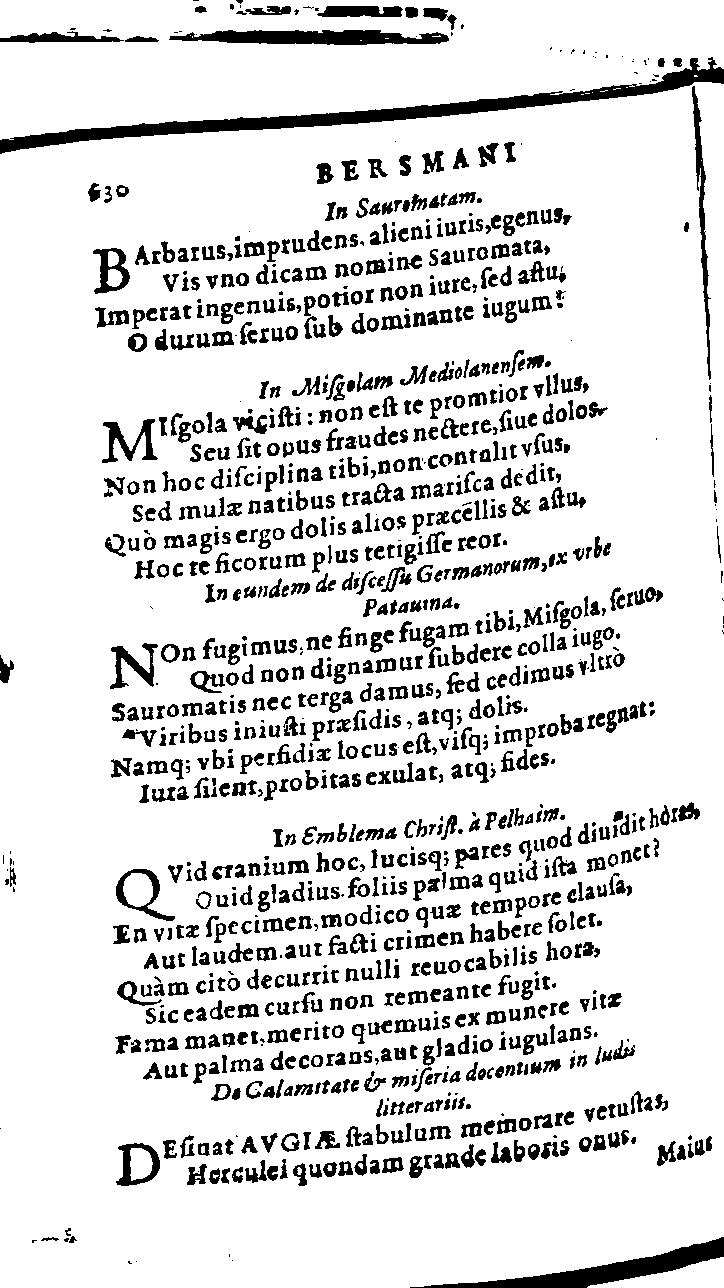 630 BERSMANI
In Sauromatam.
BArbarus, imprudens, alieni iuris, egenus,
Vis vno dicam nomine Sauromata,
Imperat ingenuis, potior non iure, ſed aſtu;
O durum ſeruo ſub dominante iugum!
In Miſgolam Mediolanenſem.
MIſgola viciſti: non eſt te promtior vllus,
Seu ſit opus fraudes nectere, ſiue dolos.
Non hoc diſciplina tibi, non contulit vſus,
Sed mulæ natibus tracta mariſca dedit,
Quò magis ergo dolis alios præcellis & aſtu,
Hoc te ficorum plus tetigiſſe reor.
In eundem de diſceſſu Germanorum, ex vrbe
Patauina.
NOn fugimus, ne finge fugam tibi, Miſgola, ſeruo,
Quod non dignamur ſubdere colla iugo.
Sauromatis nec terga damus, ſed cedimus vltrò
Viribus iniuſti præſidis, atq; dolis.
Namq; vbi perfidiæ locus eſt, viſq; improba regnat:
Iura ſilent, probitas exulat, atq; fides.
In Emblema Chriſt. à Pelhaim.
QVid cranium hoc, lucisq; pares quod diuidit horas,
Quid gladius, foliis palma quid iſta monet?
En vitæ ſpecimen, modico quæ tempore clauſa,
Aut laudem, aut facti crimen habere ſolet.
Quàm citò decurrit nulli reuocabilis hora,
Sic eadem curſu non remeante fugit.
Fama manet, merito quemuis ex munere vitæ
Aut palma decorans, aut gladio iugulans.
De Calamitate & miſeria docentium in ludis
litterariis.
DEſinat AVGIÆ ſtabulum memorare vetuſtas,
Herculei quondam grande laboris onus.
Maius